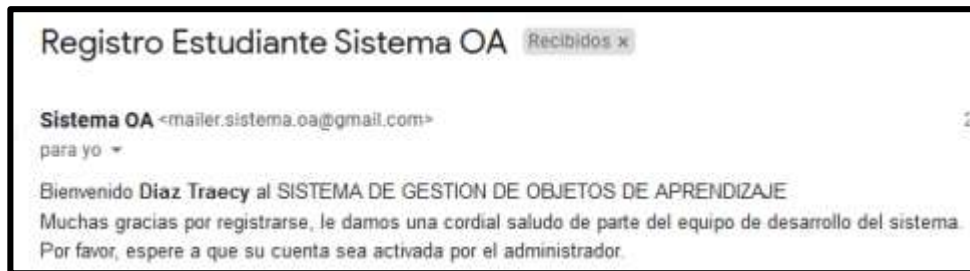 Registro Estudiante Sistema OA Recibidos x
Sistema OA <mailer.sistema.oa@gmail.com> 2
para yo
Bienvenido Diaz Traecy al SISTEMA DE GESTION DE OBJETOS DE APRENDIZAJE
Muchas gracias por registrarse, le damos una cordial saludo de parte del equipo de desarrollo del sistema.
Por favor, espere a que su cuenta sea activada por el administrador.